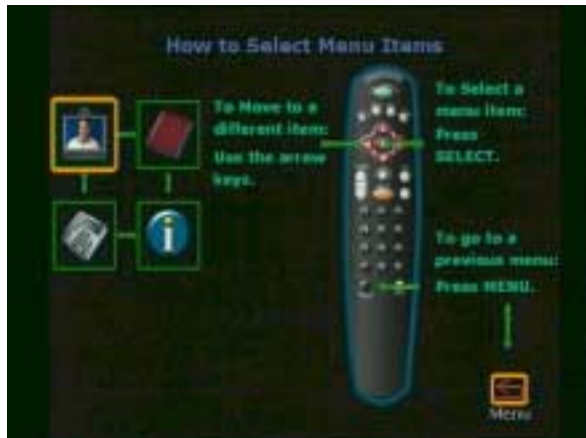 How to Select Menu Items
To Move to a
different item:
Use the arrow
keys.
To Select a
menu item:
Press
SELECT.
To go to a
previous menu:
Press MENU.
Menu